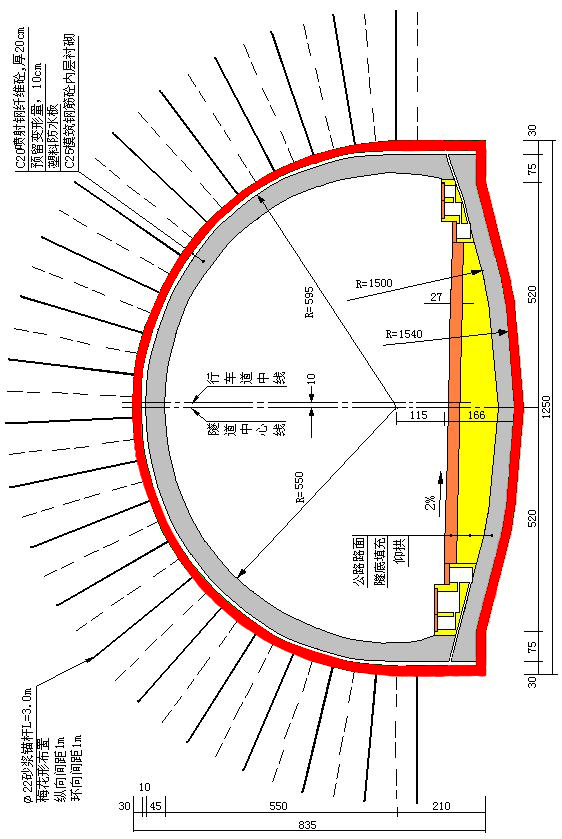 C20喷射钢纤维砼,厚20cm
预留变形量, 10cm
塑料防水板
C25模筑钢筋砼内层衬砌
R=595
R=1500
27
R=1540
行车道中线
10
隧道中心线
115
166
R=550
2%
公路路面
隧底填充
仰拱
30
75
520
1250
520
75
30
φ22砂浆锚杆L=3.0m
梅花形布置
纵向间距1m
环向间距1m
30
10
45
550
210
835